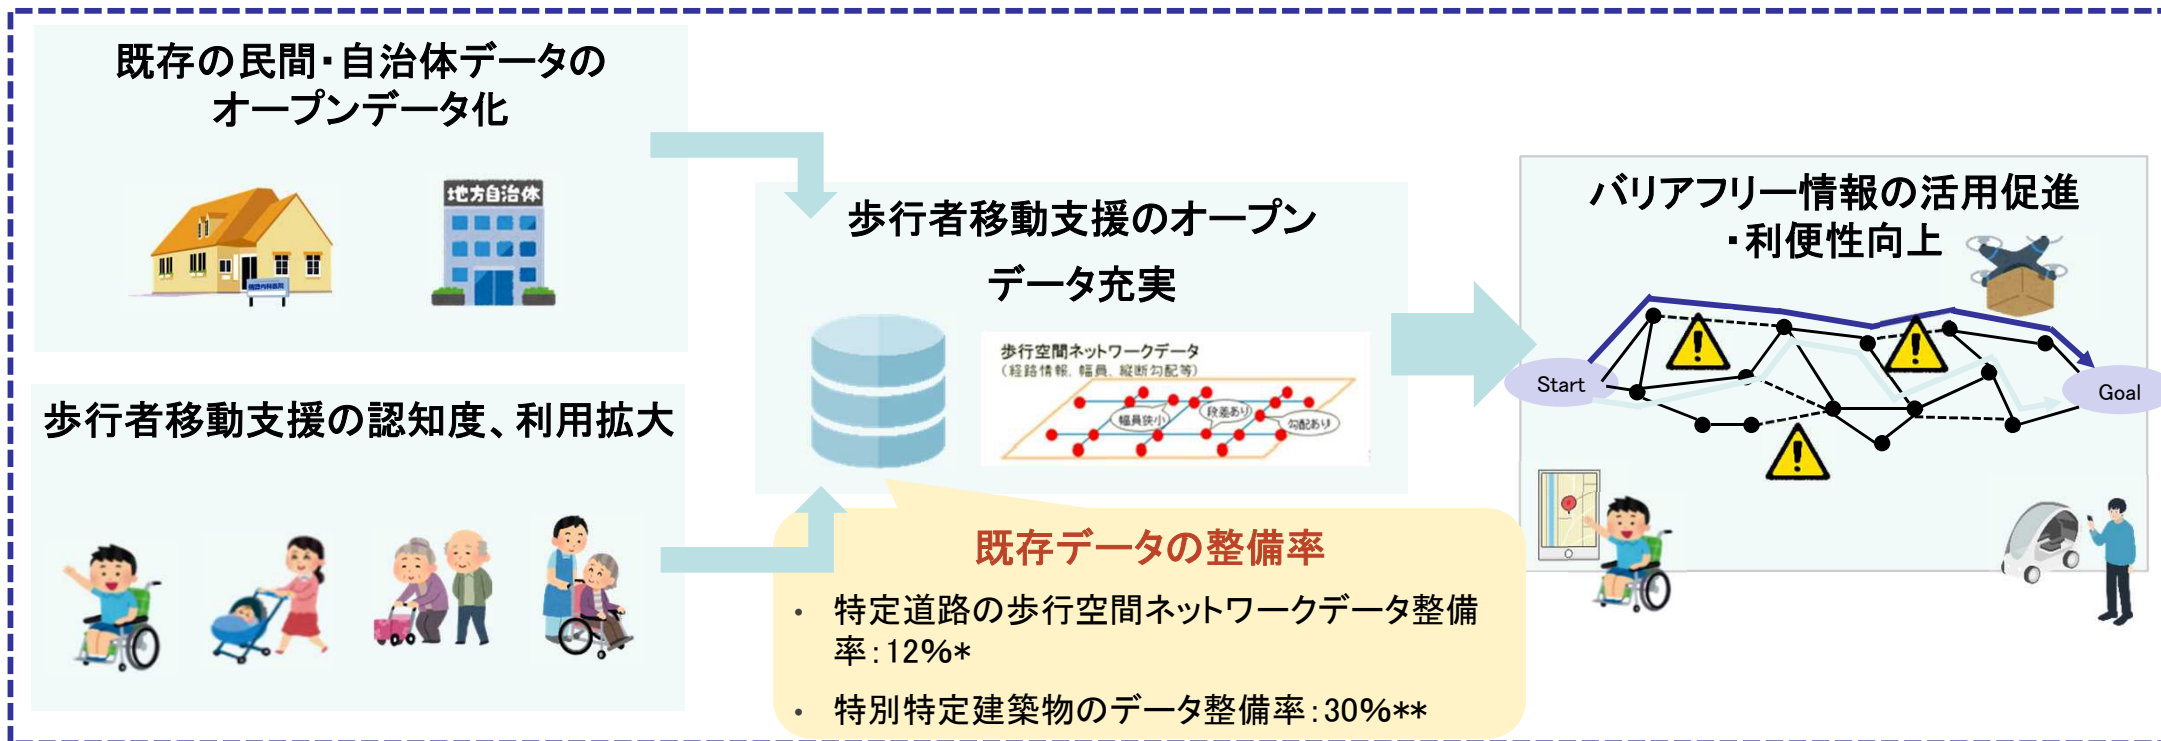 既存の民間・自治体データの
オープンデータ化
地方自治体
歩行者移動支援の認知度、利用拡大
歩行者移動支援のオープン
データ充実
歩行空間ネットワークデータ
（経路情報、幅員、縦断勾配等）
幅員狭小
段差あり
勾配あり
既存データの整備率
・ 特定道路の歩行空間ネットワークデータ整備
率：12%*
・ 特別特定建築物のデータ整備率：30%**
バリアフリー情報の活用促進
・利便性向上
Start
Goal